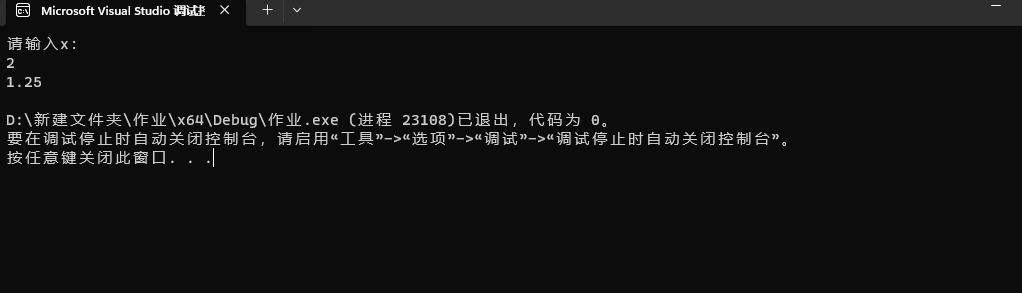 Microsoft Visual Studio 调试控
请输入x：
2
1.25
D:\新建文件夹\作业\x64\Debug\作业.exe (进程 23108)已退出，代码为 0。
要在调试停止时自动关闭控制台，请启用“工具”->“选项”->“调试”->“调试停止时自动关闭控制台”。
按任意键关闭此窗口. . .